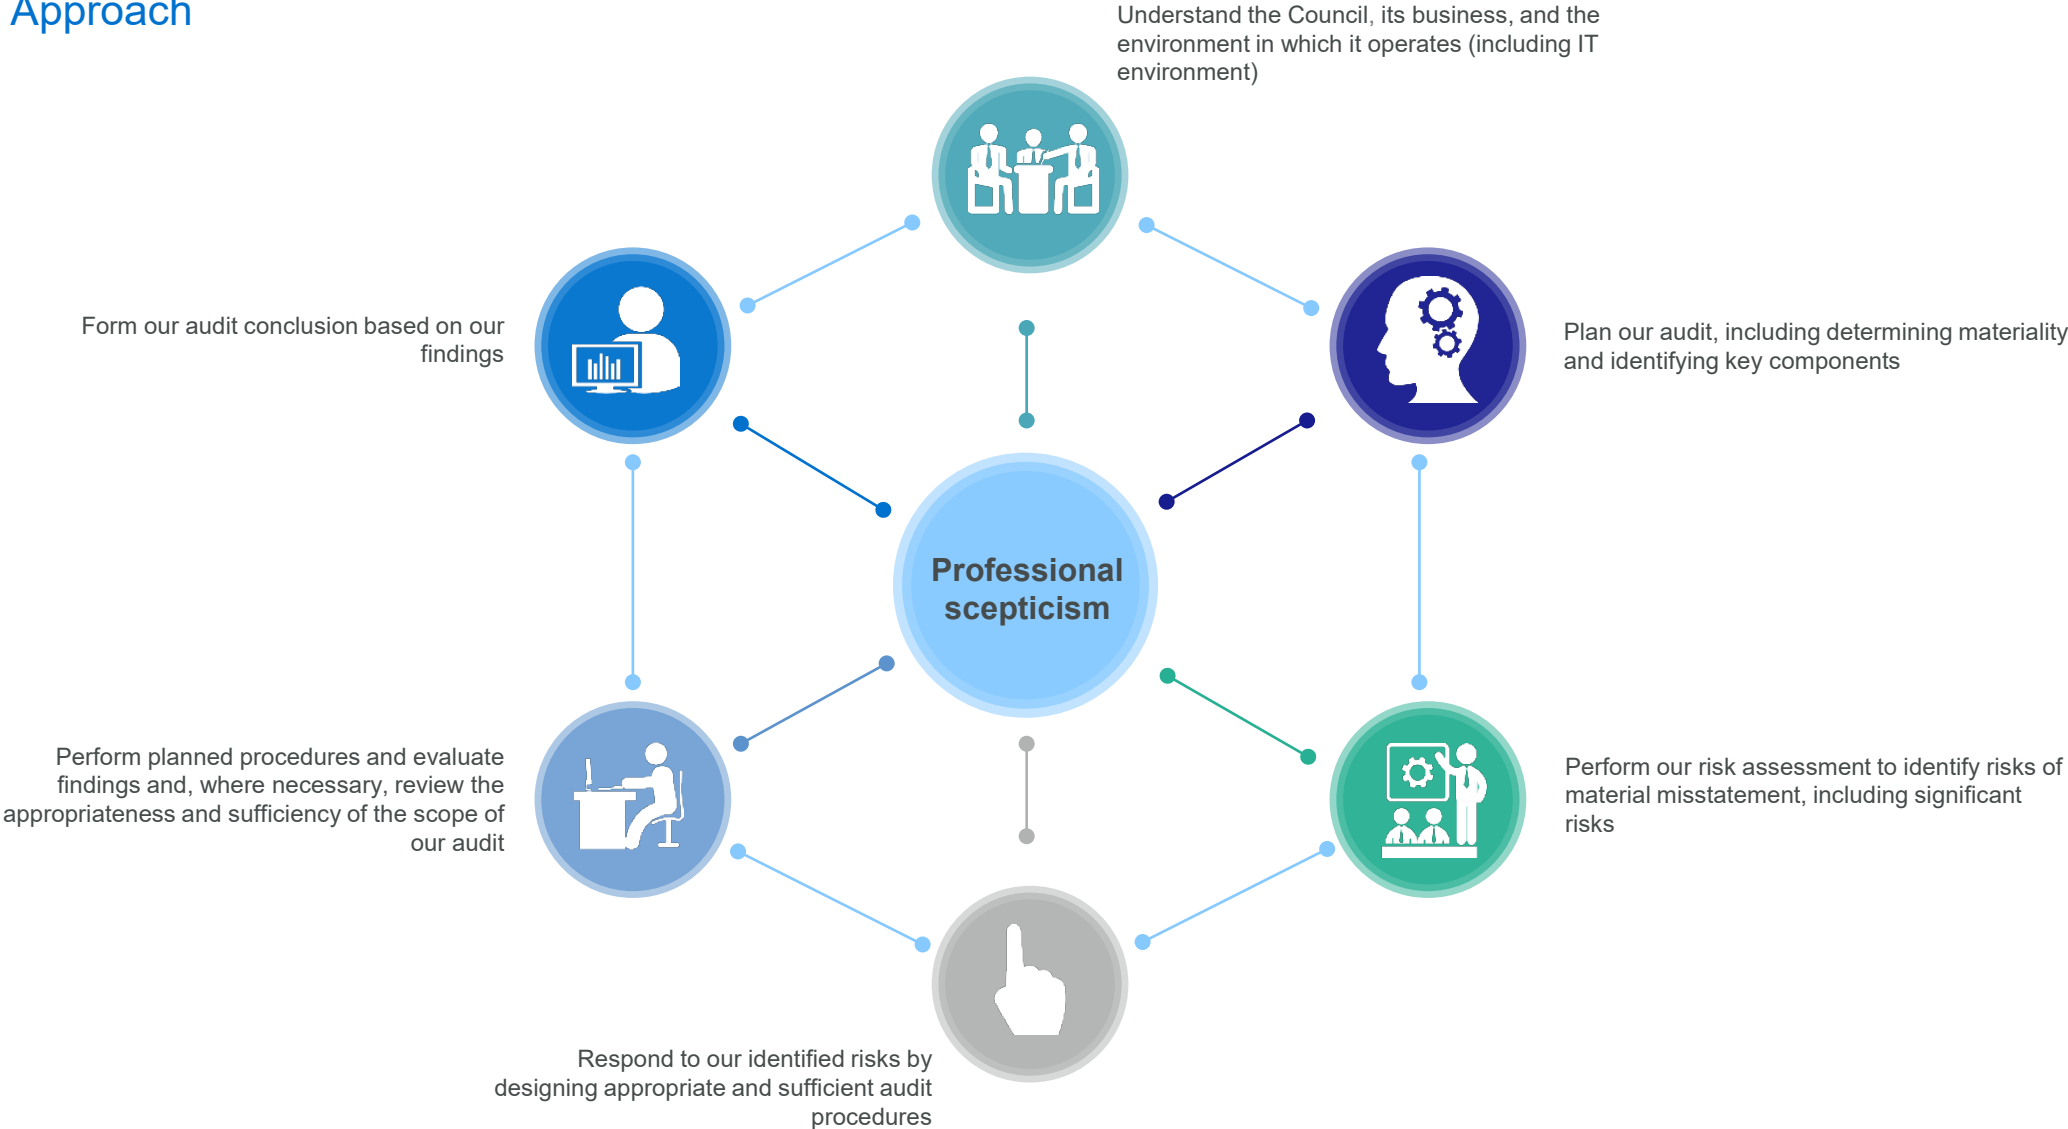 Approach
Understand the Council, its business, and the
environment in which it operates (including IT
environment)
Plan our audit, including determining materiality
and identifying key components
Perform our risk assessment to identify risks of
material misstatement, including significant
risks
Respond to our identified risks by
designing appropriate and sufficient audit
procedures
Perform planned procedures and evaluate
findings and, where necessary, review the
appropriateness and sufficiency of the scope of
our audit
Form our audit conclusion based on our
findings
Professional
scepticism